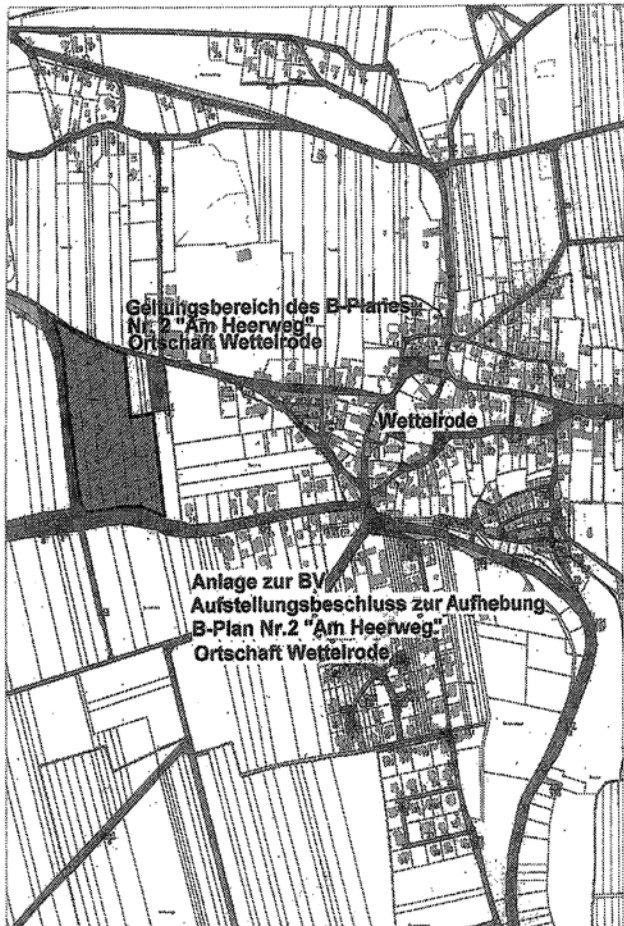 Geltungsbereich des B-Planes
Nr. 2 "Am Heerweg"
Ortschaft Wettelrode
Wettelrode
Anlage zur BV
Aufstellungsbeschluss zur Aufhebung
B-Plan Nr.2 "Am Heerweg"
Ortschaft Wettelrode